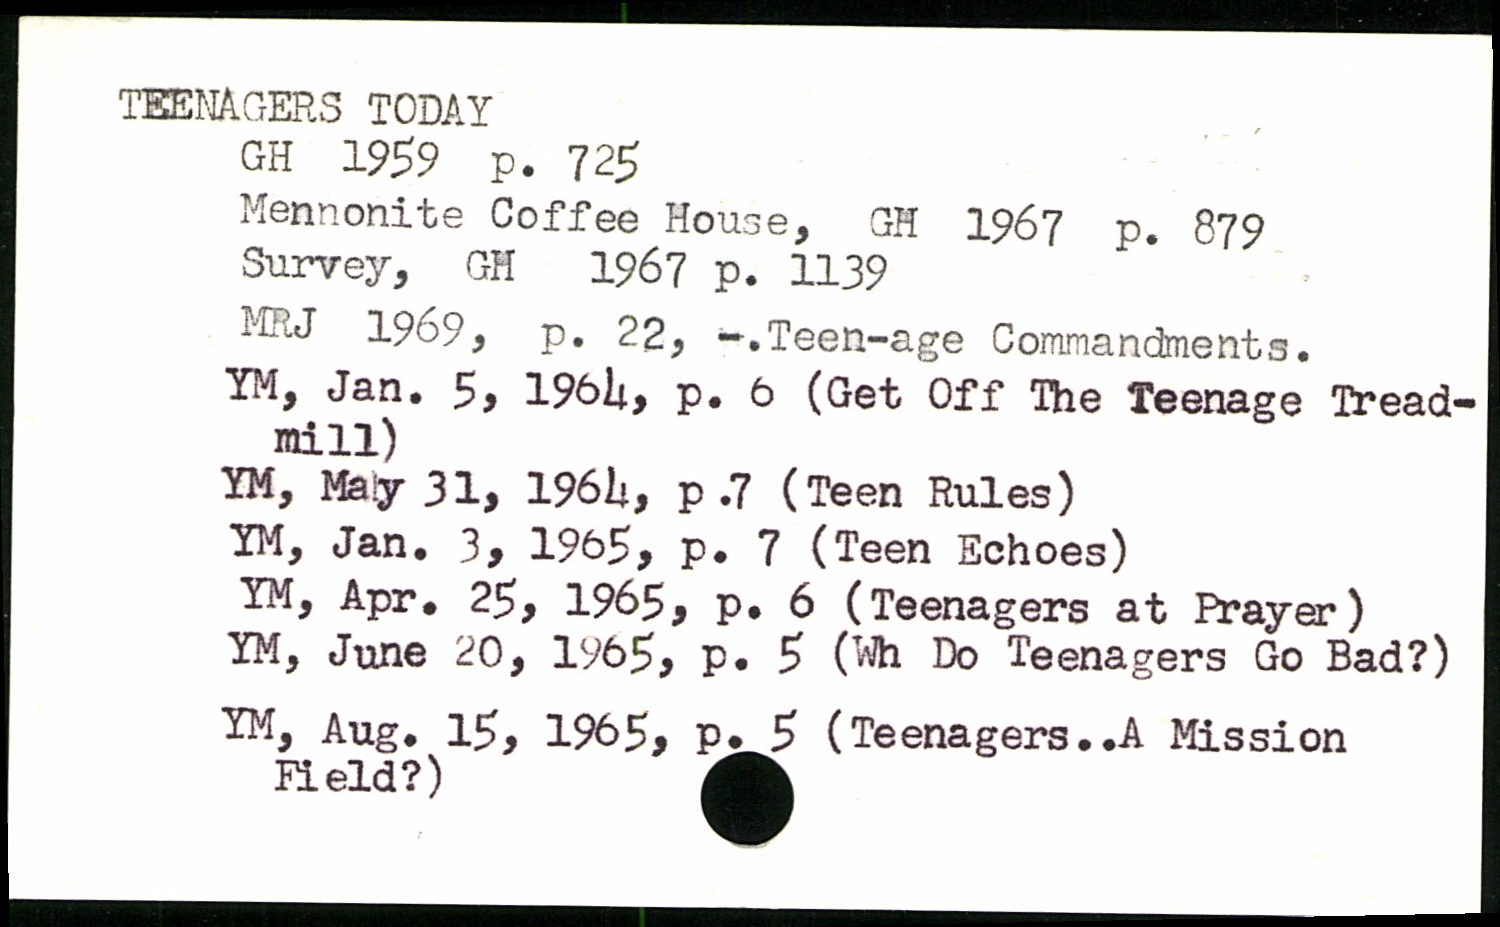 TEENAGERS TODAY
GH 1959 p. 725
Mennonite Coffee House, GH 1967 p. 879
Survey, GH 1967 p. 1139
MRJ 1969, p. 22, -.Teen-age Commandments.
YM, Jan. 5, 1964, p. 6 (Get Off The Teenage Tread-
mill)
YM, May 31, 1964, p .7 (Teen Rules)
YM, Jan. 3, 1965, p. 7 (Teen Echoes)
YM, Apr. 25, 1965, p. 6 (Teenagers at Prayer)
YM, June 20, 1965, p. 5 (Wh Do Teenagers Go Bad?)
YM, Aug. 15, 1965, p. 5 (Teenagers..A Mission
Field?)